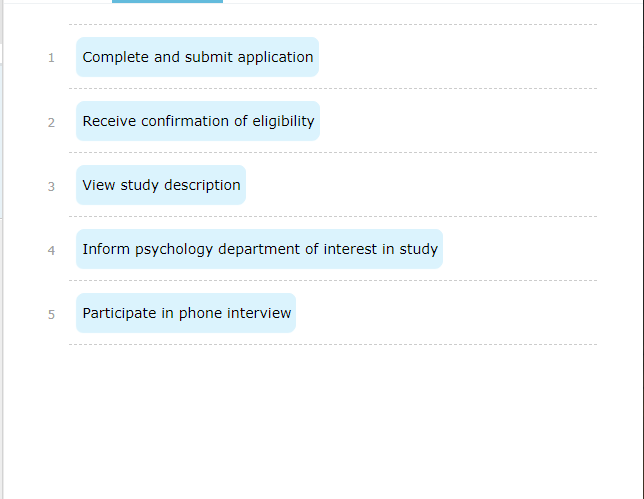 1 Complete and submit application
2 Receive confirmation of eligibility
3 View study description
4 Inform psychology department of interest in study
5 Participate in phone interview